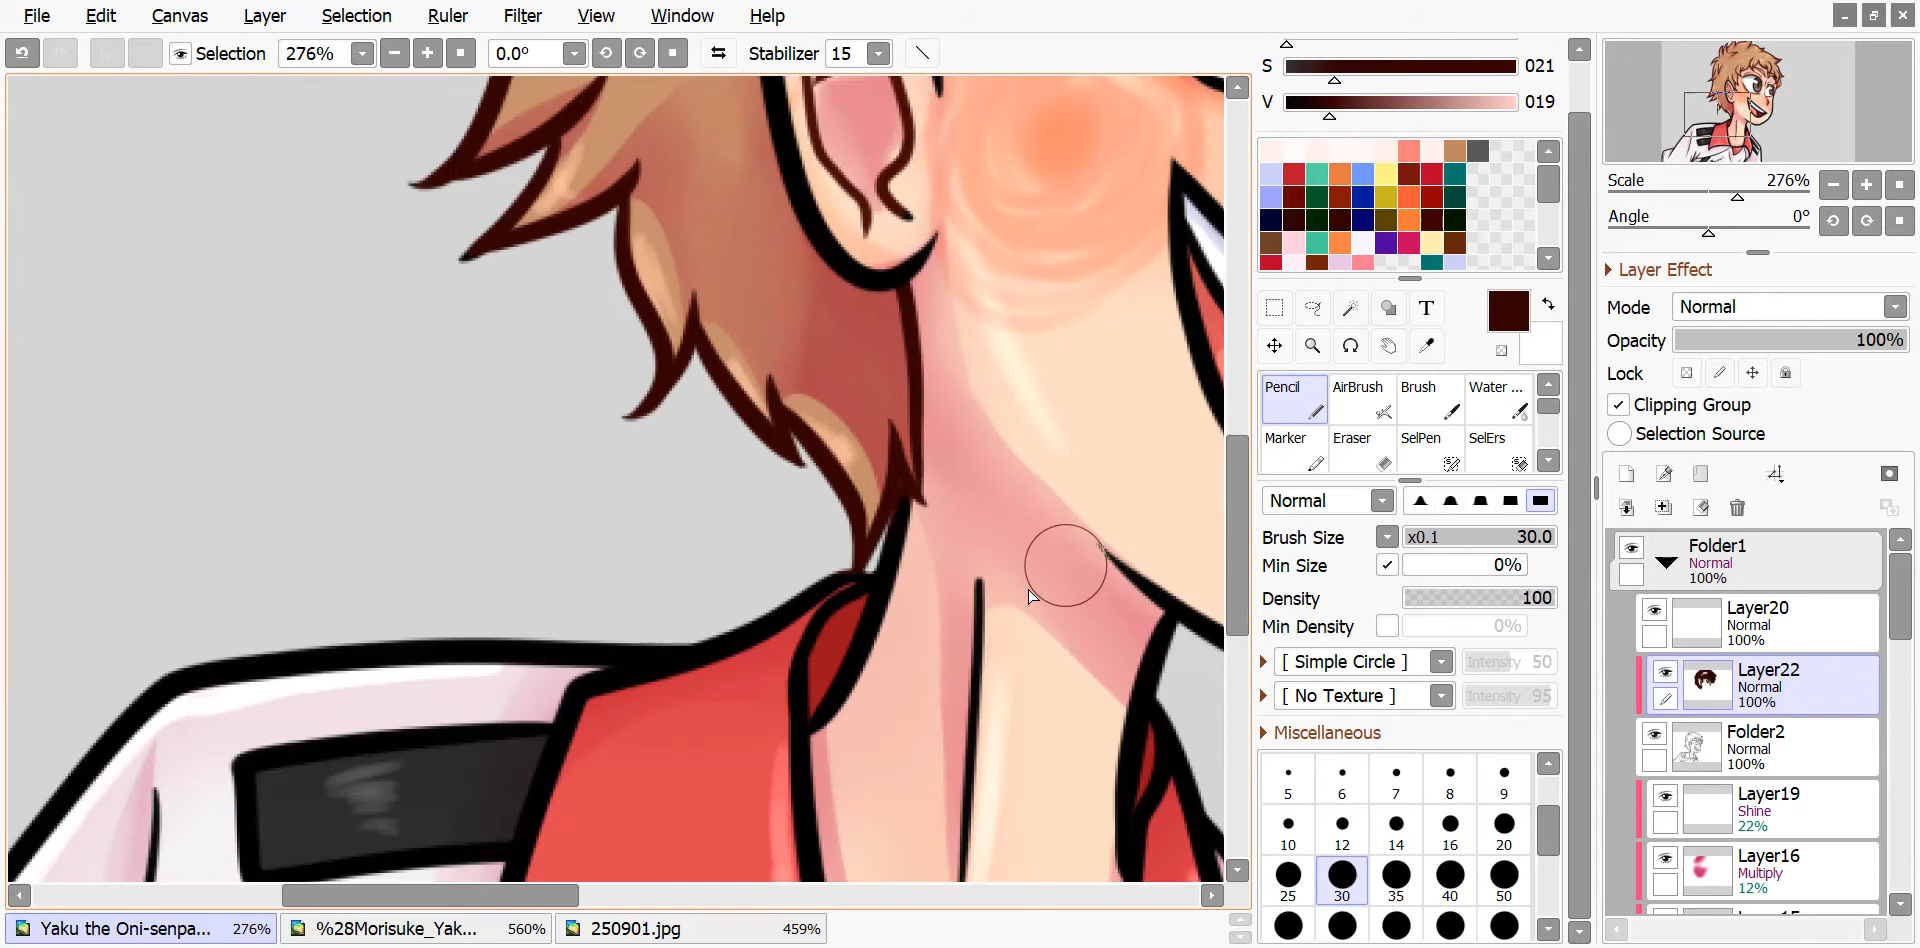 File Edit Canvas Layer Selection Ruler Filter View Window Help
Selection 276% 0.0° Stabilizer 15
S 021
V 019
T
Pencil AirBrush Brush Water ...
Marker Eraser SelPen SelErs
Normal
Brush Size x0.1 30.0
Min Size 0%
Density 100
Min Density 0%
[ Simple Circle ] Intensity 50
[ No Texture ] Intensity 95
Miscellaneous
5 6 7 8 9
10 12 14 16 20
25 30 35 40 50
Scale 276%
Angle 0°
Layer Effect
Mode Normal
Opacity 100%
Lock
Clipping Group
Selection Source
Folder1
Normal
100%
Layer20
Normal
100%
Layer22
Normal
100%
Folder2
Normal
100%
Layer19
Shine
22%
Layer16
Multiply
12%
Yaku the Oni-senpa... 276% %28Morisuke_Yak... 560% 250901.jpg 459%